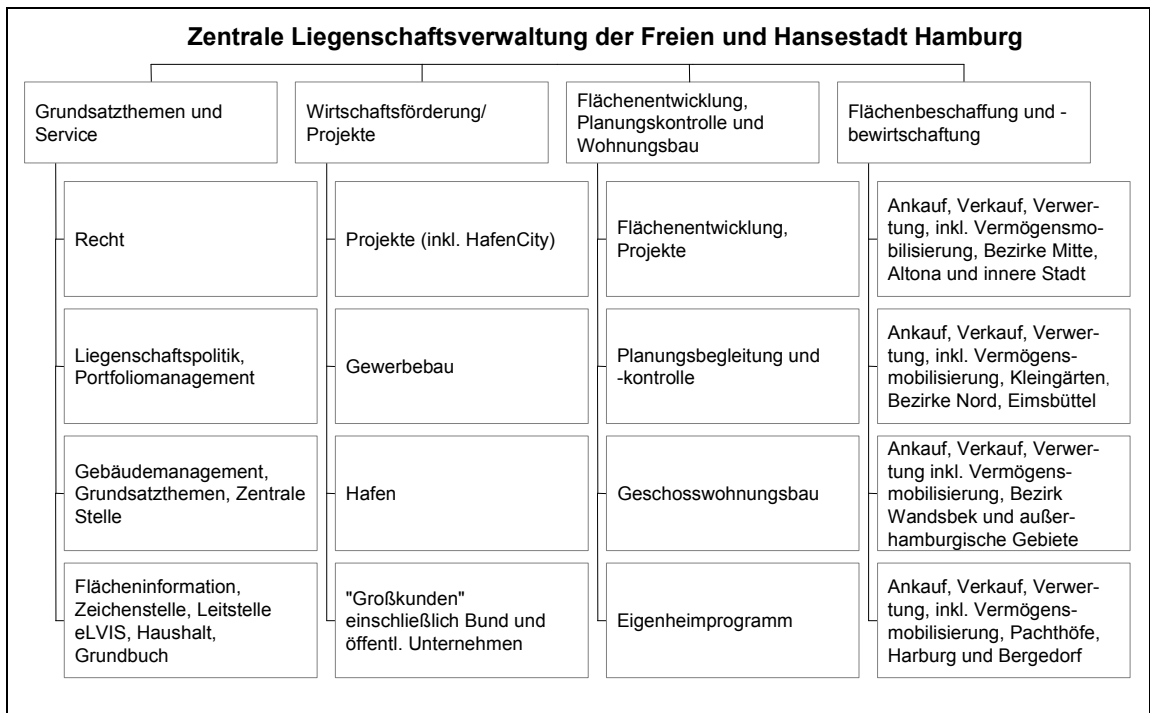 Zentrale Liegenschaftsverwaltung der Freien und Hansestadt Hamburg
Grundsatzthemen und
Service
Recht
Liegenschaftspolitik,
Portfoliomanagement
Gebäudemanagement,
Grundsatzthemen, Zentrale
Stelle
Flächeninformation,
Zeichenstelle, Leitstelle
eLVIS, Haushalt,
Grundbuch
Wirtschaftsförderung/
Projekte
Projekte (inkl. HafenCity)
Gewerbebau
Hafen
"Großkunden"
einschließlich Bund und
öffentl. Unternehmen
Flächenentwicklung,
Planungskontrolle und
Wohnungsbau
Flächenentwicklung,
Projekte
Planungsbegleitung und
-kontrolle
Geschosswohnungsbau
Eigenheimprogramm
Flächenbeschaffung und -
bewirtschaftung
Ankauf, Verkauf, Verwer-
tung, inkl. Vermögensmo-
bilisierung, Bezirke Mitte,
Altona und innere Stadt
Ankauf, Verkauf, Verwer-
tung, inkl. Vermögens-
mobilisierung, Kleingärten,
Bezirke Nord, Eimsbüttel
Ankauf, Verkauf, Verwer-
tung inkl. Vermögens-
mobilisierung, Bezirk
Wandsbek und außer-
hamburgische Gebiete
Ankauf, Verkauf, Verwer-
tung, inkl. Vermögens-
mobilisierung, Pachthöfe,
Harburg und Bergedorf